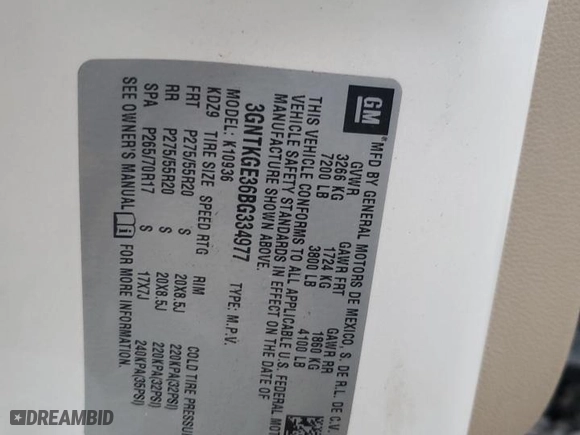 GM
MFD BY GENERAL MOTORS DE MEXICO, S. DE R.L. DE C.V.
GVWR GAWR FRT GAWR RR
3266 KG 1724 KG 1860 KG
7200 LB 3800 LB 4100 LB
THIS VEHICLE CONFORMS TO ALL APPLICABLE U.S. FEDERAL MOTOR
VEHICLE SAFETY STANDARDS IN EFFECT ON THE DATE OF
MANUFACTURE SHOWN ABOVE.
3GNTKGE36BG334977 TYPE: M.P.V.
MODEL: K10936
KDZ9 TIRE SIZE SPEED RTG RIM COLD TIRE PRESSU
FRT P275/55R20 S 20X8.5J 220KPA(32PSI)
RR P275/55R20 S 20X8.5J 220KPA(32PSI)
SPA P265/70R17 S 17X7J 240KPA(35PSI)
SEE OWNER'S MANUAL FOR MORE INFORMATION.
DREAMBID